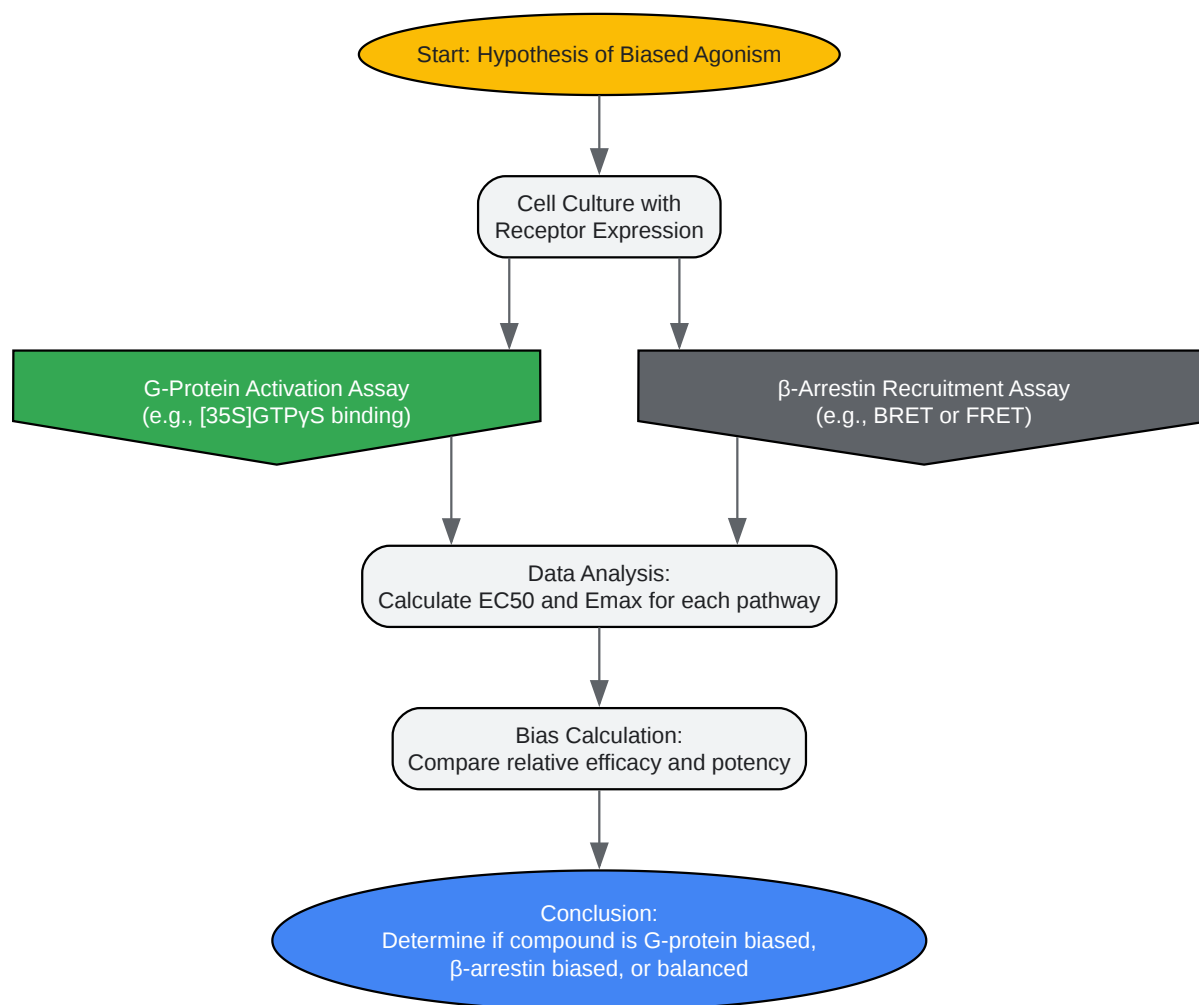 Start: Hypothesis of Biased Agonism
Cell Culture with
Receptor Expression
G-Protein Activation Assay
(e.g., [35S]GTPγS binding)
β-Arrestin Recruitment Assay
(e.g., BRET or FRET)
Data Analysis:
Calculate EC50 and Emax for each pathway
Bias Calculation:
Compare relative efficacy and potency
Conclusion:
Determine if compound is G-protein biased,
β-arrestin biased, or balanced